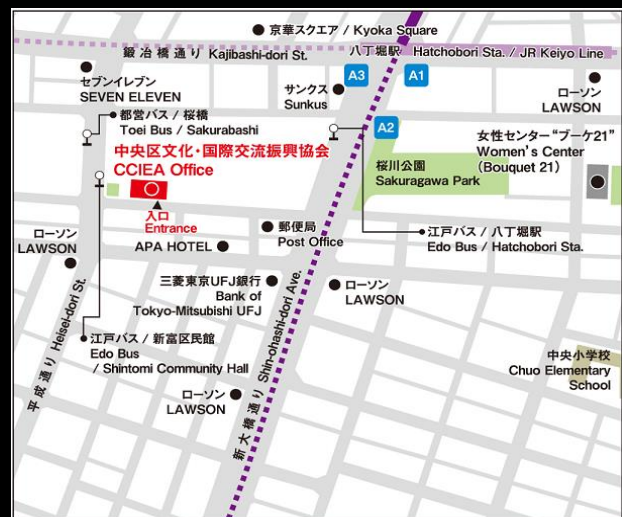 京華スクエア / Kyoka Square
鍛冶橋通り Kajibashi-dori St.
八丁堀駅 Hatchobori Sta. / JR Keiyo Line
セブンイレブン
SEVEN ELEVEN
サンクス
Sunkus
A3
A1
ローソン
LAWSON
都営バス / 桜橋
Toei Bus / Sakurabashi
A2
女性センター“ブーケ21”
Women's Center
(Bouquet 21)
中央区文化・国際交流振興協会
CCIEA Office
桜川公園
Sakuragawa Park
入口
Entrance
郵便局
Post Office
江戸バス / 八丁堀駅
Edo Bus / Hatchobori Sta.
ローソン
LAWSON
APA HOTEL
三菱東京UFJ銀行
Bank of
Tokyo-Mitsubishi UFJ
ローソン
LAWSON
江戸バス / 新富区民館
Edo Bus
/ Shintomi Community Hall
中央小学校
Chuo Elementary
School
平成通り Heisei-dori St.
ローソン
LAWSON
新大橋通り Shin-ohashi-dori Ave.